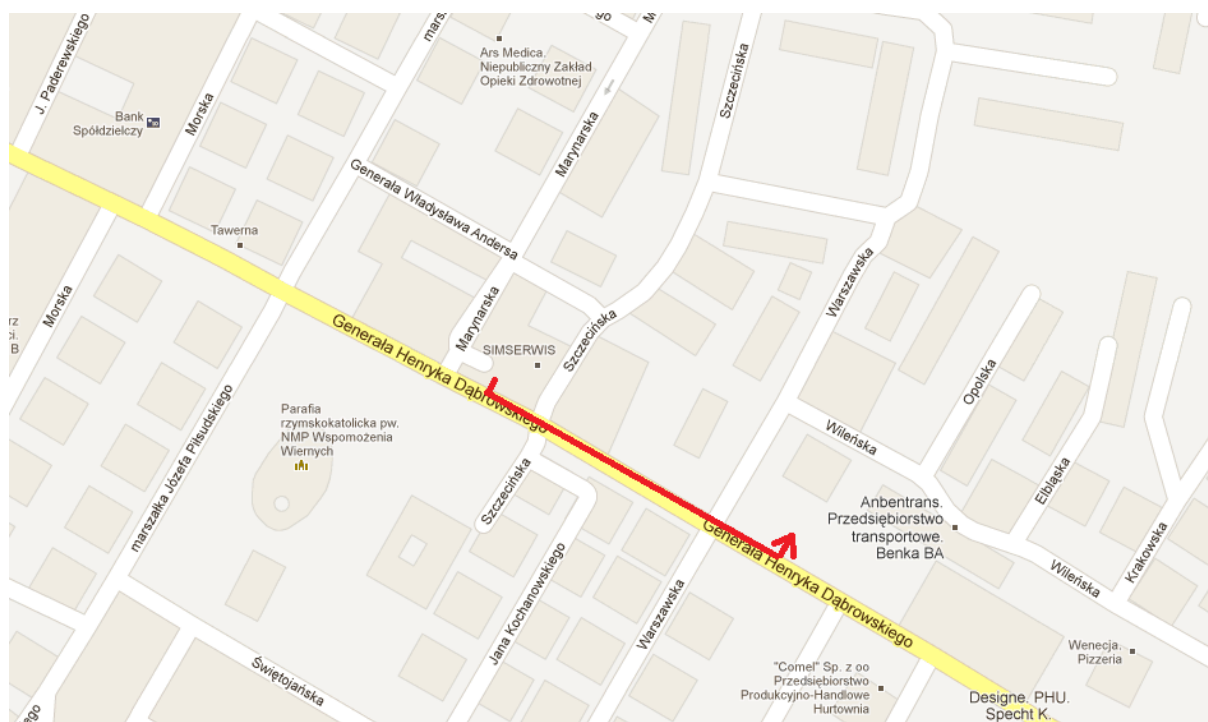 J. Paderewskiego
Bank
Spółdzielczy
Morska
Ars Medica.
Niepubliczny Zakład
Opieki Zdrowotnej
Marynarska
Szczecińska
Generała Władysława Andersa
Tawerna
Warszawska
Morska
Marynarska
SIMSERWIS
Szczecińska
Generała Henryka Dąbrowskiego
Opolska
marszałka Józefa Piłsudskiego
Parafia
rzymskokatolicka pw.
NMP Wspomożenia
Wiernych
Wileńska
Elbląska
Szczecińska
Anbentrans.
Przedsiębiorstwo
transportowe.
Benka BA
Generała Henryka Dąbrowskiego
Krakowska
Wileńska
Jana Kochanowskiego
Warszawska
Świętojańska
Wenecja.
Pizzeria
"Comel" Sp. z oo
Przedsiębiorstwo
Produkcyjno-Handlowe
Hurtownia
Designe. PHU.
Specht K.